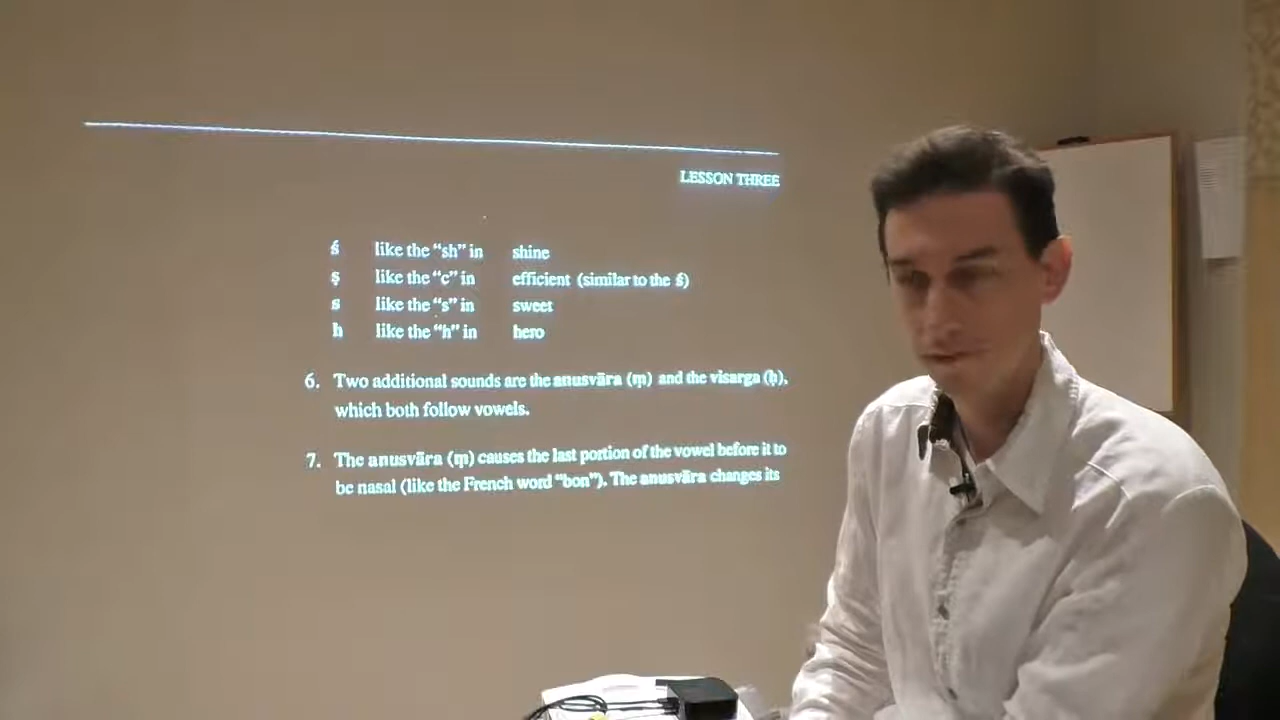 LESSON THREE
ś like the “sh” in shine
ṣ like the “c” in efficient (similar to the ś)
s like the “s” in sweet
h like the “h” in hero
6. Two additional sounds are the anusvāra (ṃ) and the visarga (ḥ),
which both follow vowels.
7. The anusvāra (ṃ) causes the last portion of the vowel before it to
be nasal (like the French word “bon”). The anusvāra changes its